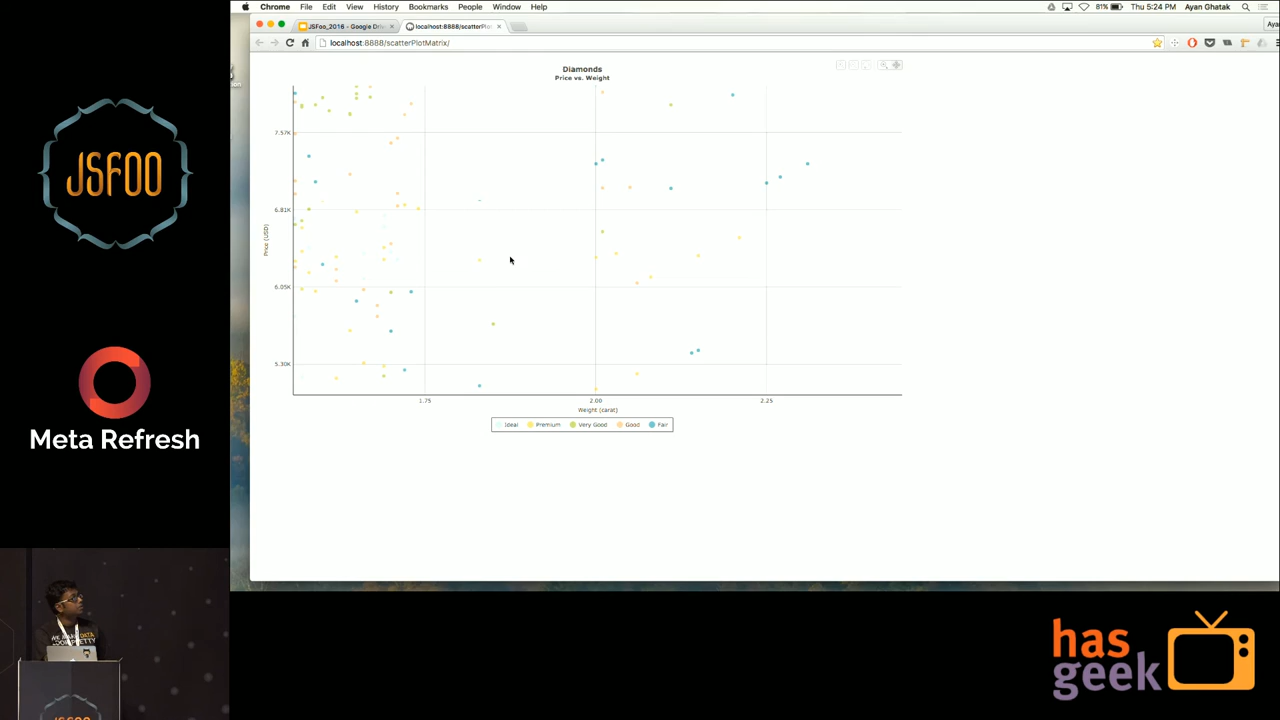 Chrome File Edit View History Bookmarks People Window Help 81% Thu 5:24 PM Ayan Ghatak
JSFoo_2016 - Google Driv
localhost:8888/scatterPlo
localhost:8888/scatterPlotMatrix/
Diamonds
Price vs. Weight
7.57K
6.81K
6.05K
5.30K
Price (USD)
1.75 2.00 2.25
Weight (carat)
Ideal Premium Very Good Good Fair
JSFOO
Meta Refresh
JSFOO
has
geek